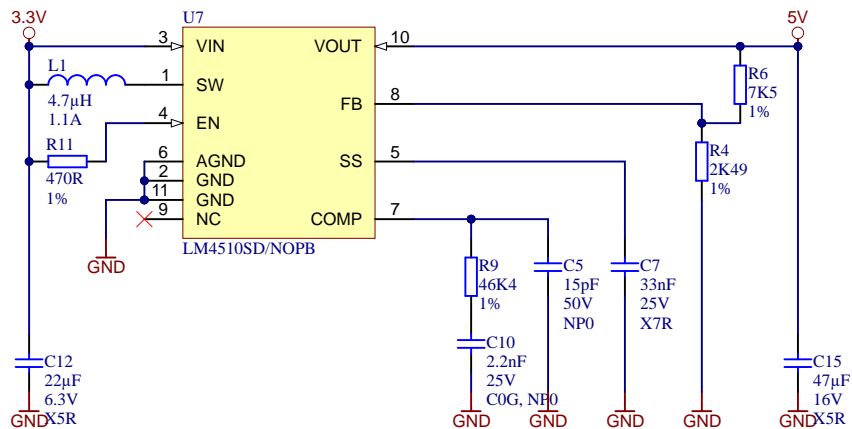 3.3V
U7
5V
3
VIN
VOUT
10
L1
4.7µH
1.1A
1
SW
R6
7K5
1%
FB
8
4
EN
R11
470R
1%
R4
2K49
1%
6
AGND
SS
5
2
GND
11
GND
9
NC
COMP
7
LM4510SD/NOPB
GND
R9
46K4
1%
C5
15pF
50V
NP0
C7
33nF
25V
X7R
C10
2.2nF
25V
C0G, NP0
C12
22µF
6.3V
X5R
C15
47µF
16V
X5R
GND
GND
GND
GND
GND
GND